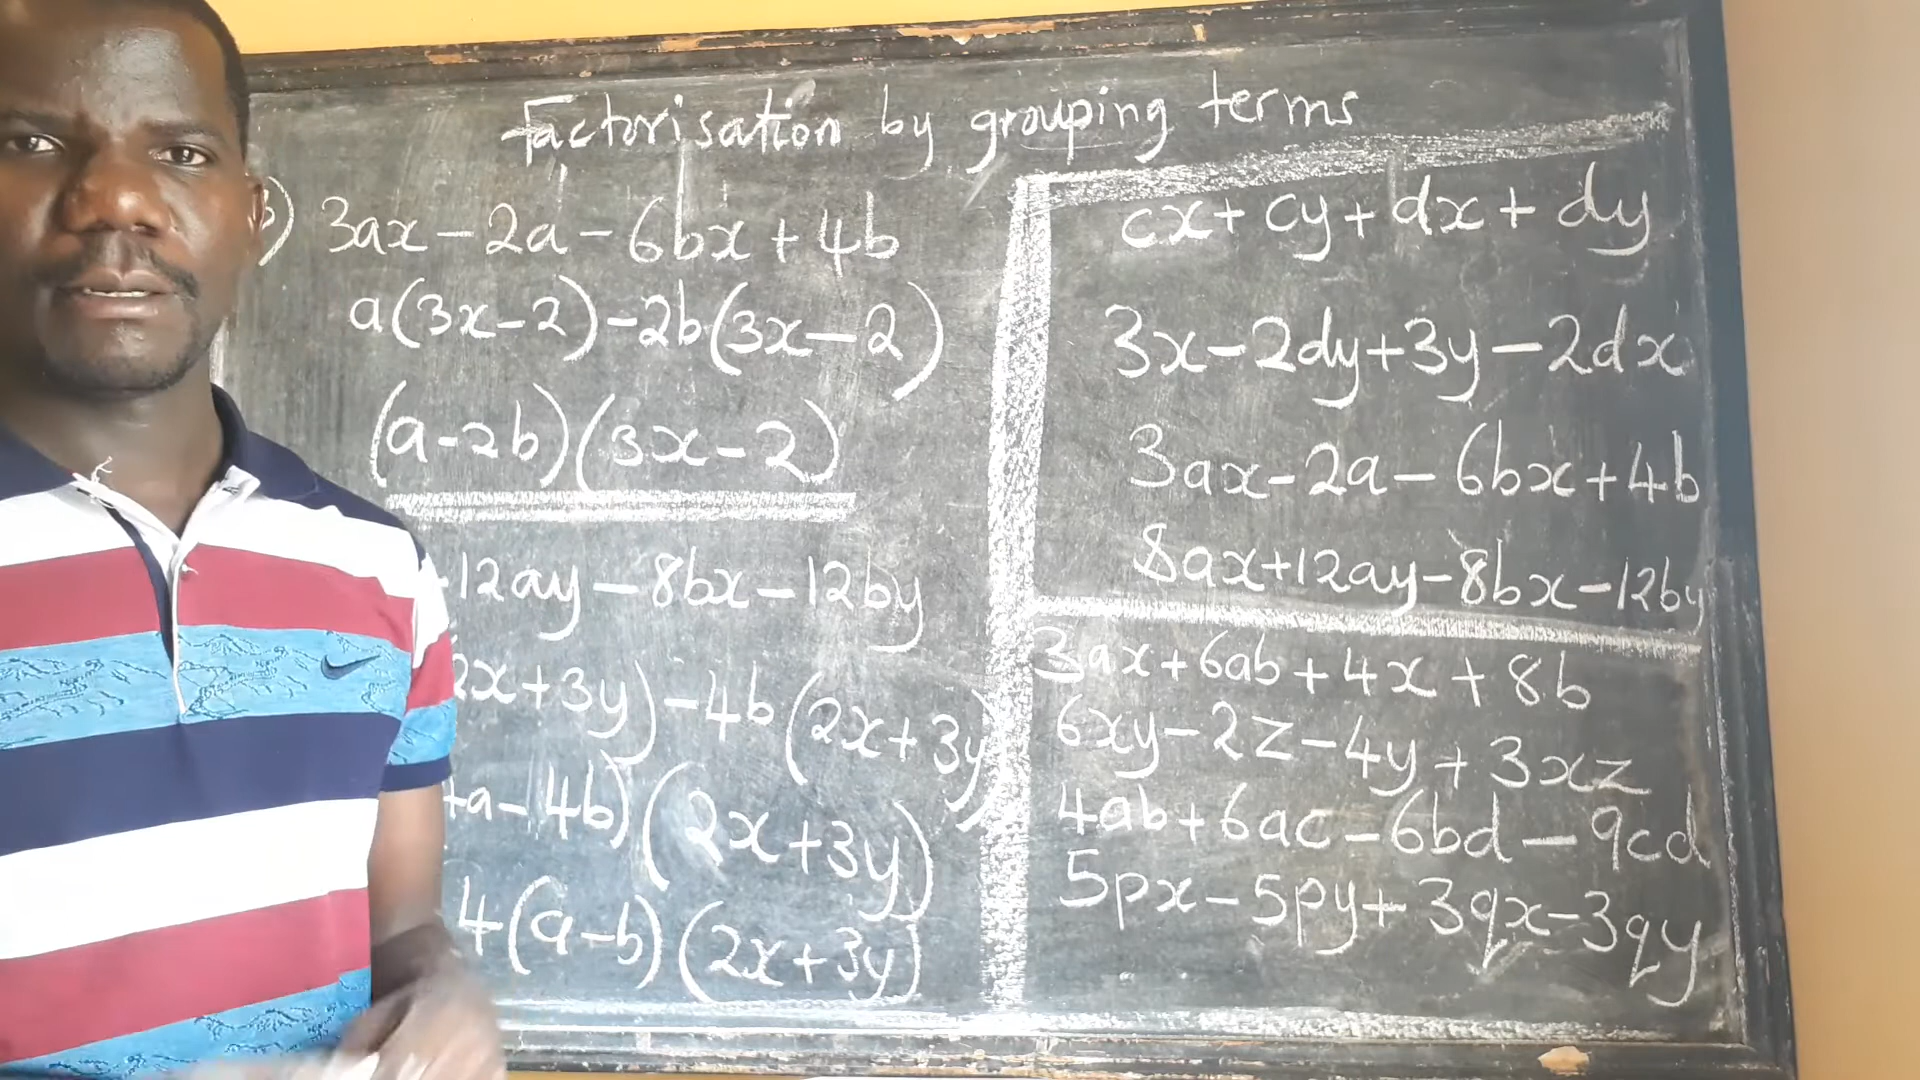 Factorisation by grouping terms
b) 3ax - 2a - 6bx + 4b
a(3x-2)-2b(3x-2)
(a-2b)(3x-2)
+12ay - 8bx - 12by
2x+3y)-4b(2x+3y)
4a-4b)(2x+3y)
4(a-b)(2x+3y)
cx + cy + dx + dy
3x - 2dy + 3y - 2dx
3ax - 2a - 6bx + 4b
8ax + 12ay - 8bx - 12by
3ax + 6ab + 4x + 8b
6xy - 2z - 4y + 3xz
4ab + 6ac - 6bd - 9cd
5px - 5py + 3qx - 3qy